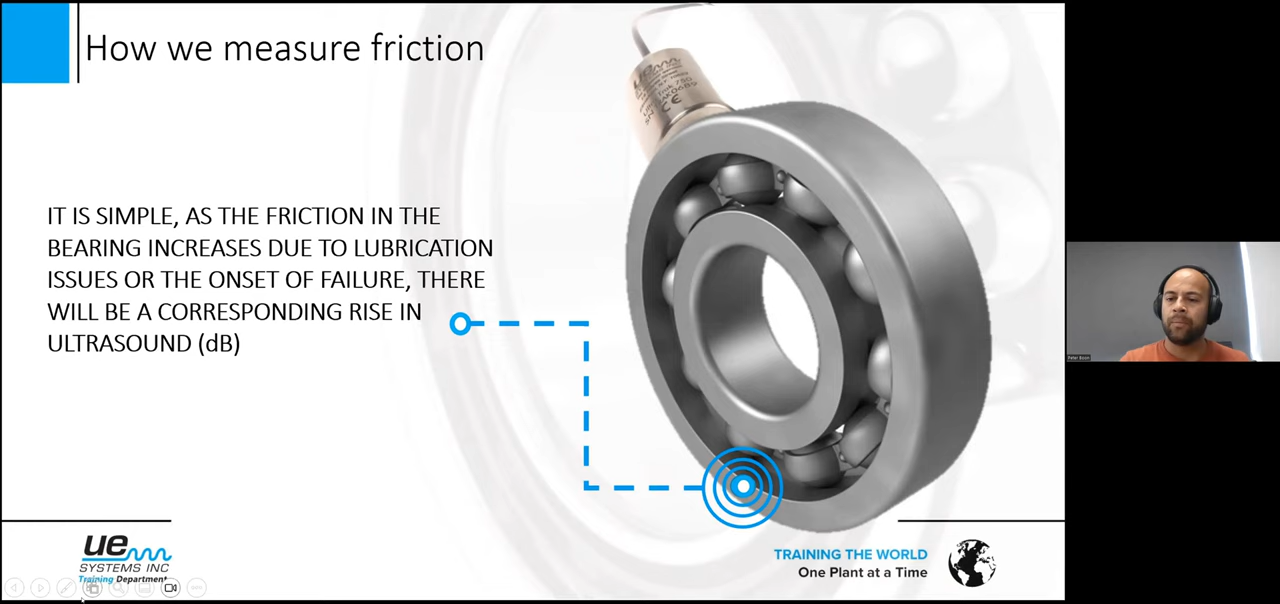 How we measure friction
IT IS SIMPLE, AS THE FRICTION IN THE
BEARING INCREASES DUE TO LUBRICATION
ISSUES OR THE ONSET OF FAILURE, THERE
WILL BE A CORRESPONDING RISE IN
ULTRASOUND (dB)
ue
CE
ue
SYSTEMS INC
Training Department
TRAINING THE WORLD
One Plant at a Time